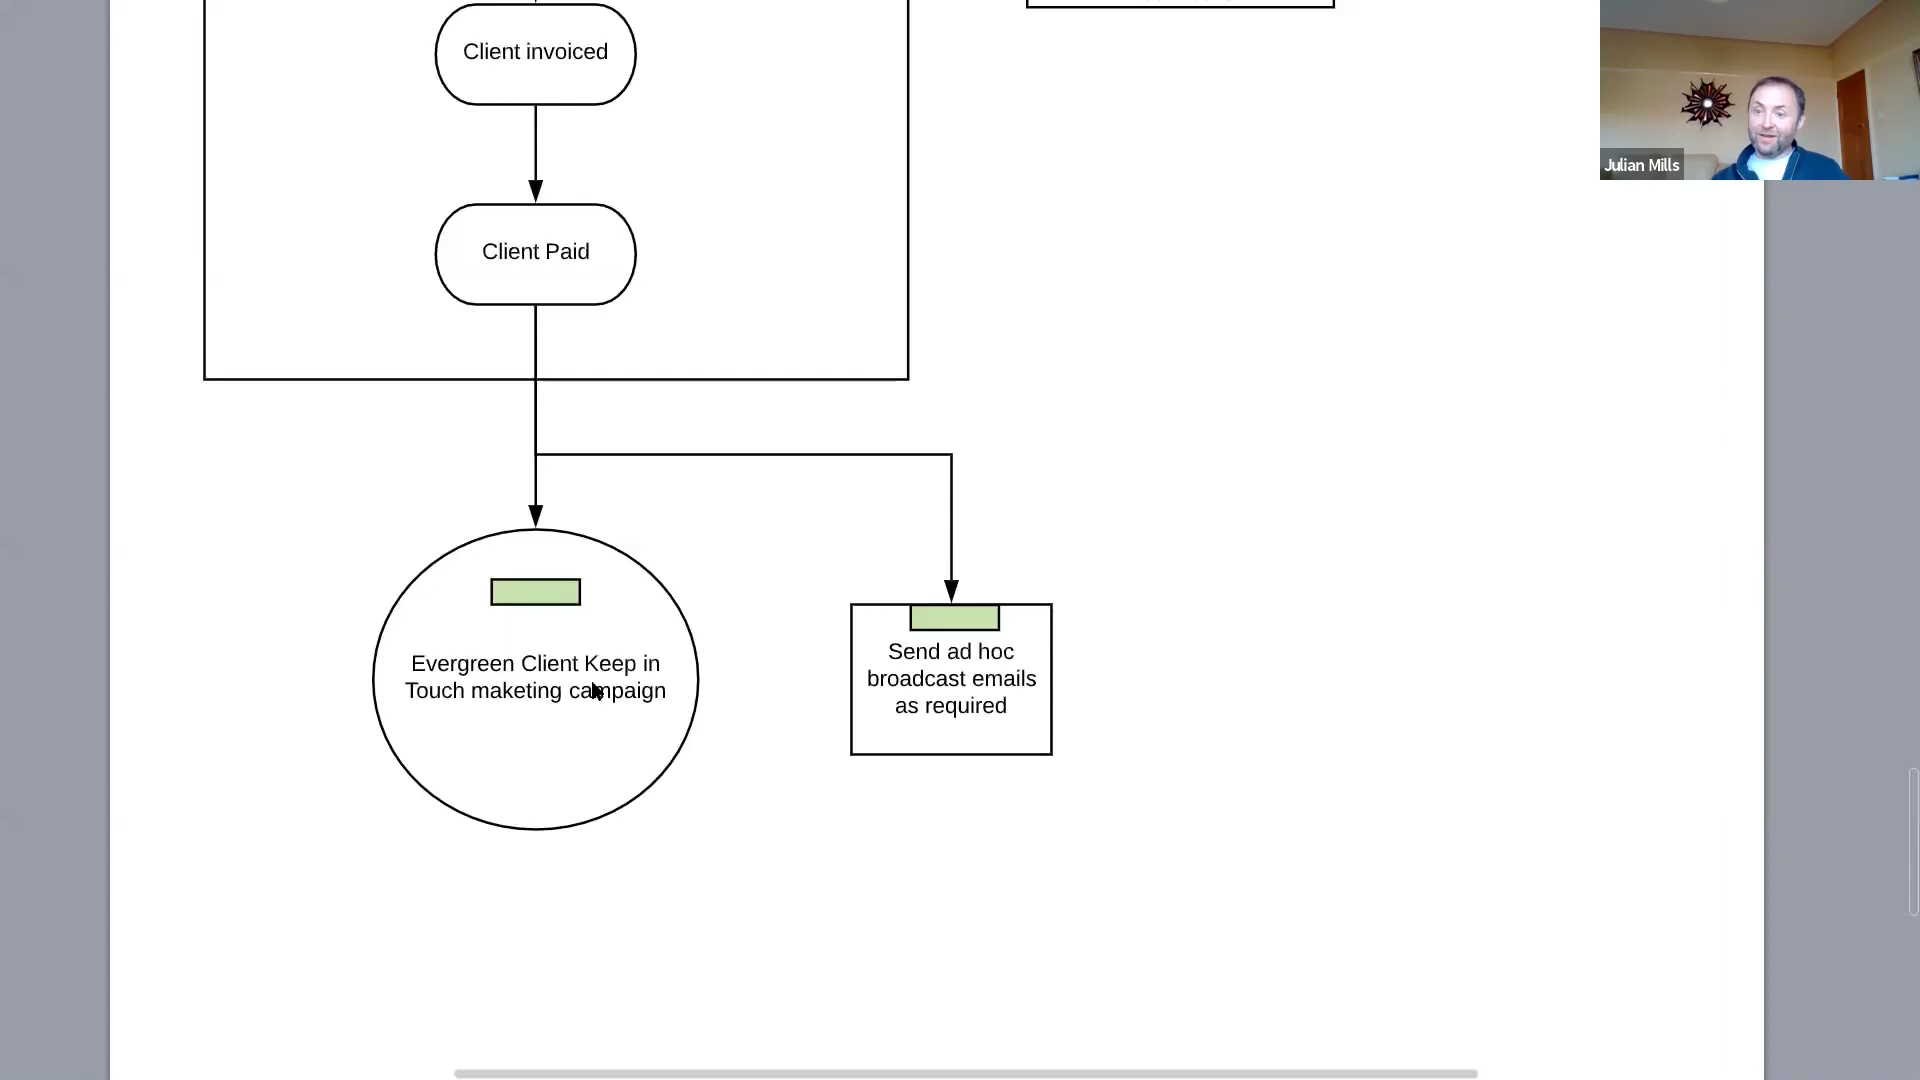 Client invoiced
Julian Mills
Client Paid
Evergreen Client Keep in
Touch maketing campaign
Send ad hoc
broadcast emails
as required